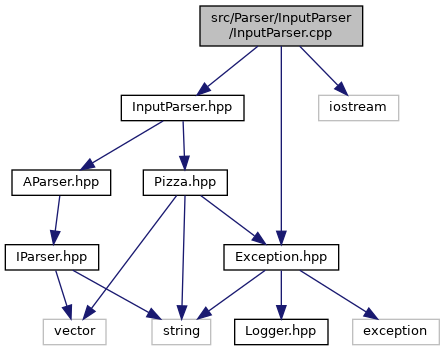 src/Parser/InputParser
/InputParser.cpp
InputParser.hpp
iostream
AParser.hpp
Pizza.hpp
IParser.hpp
Exception.hpp
vector
string
Logger.hpp
exception